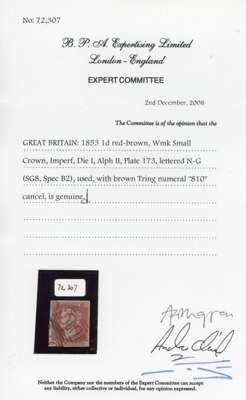 No: 72,307
B. P. A. Expertising Limited
London - England
EXPERT COMMITTEE
2nd December, 2008
The Committee is of the opinion that the
GREAT BRITAIN: 1853 1d red-brown, Wmk Small
Crown, Imperf, Die I, Alph II, Plate 173, lettered N-G
(SG8, Spec B2), used, with brown Tring numeral "810"
cancel, is genuine.
72,307
Neither the Company nor the members of the Expert Committee can accept
any liability, either collective or individual, for any opinion expressed.